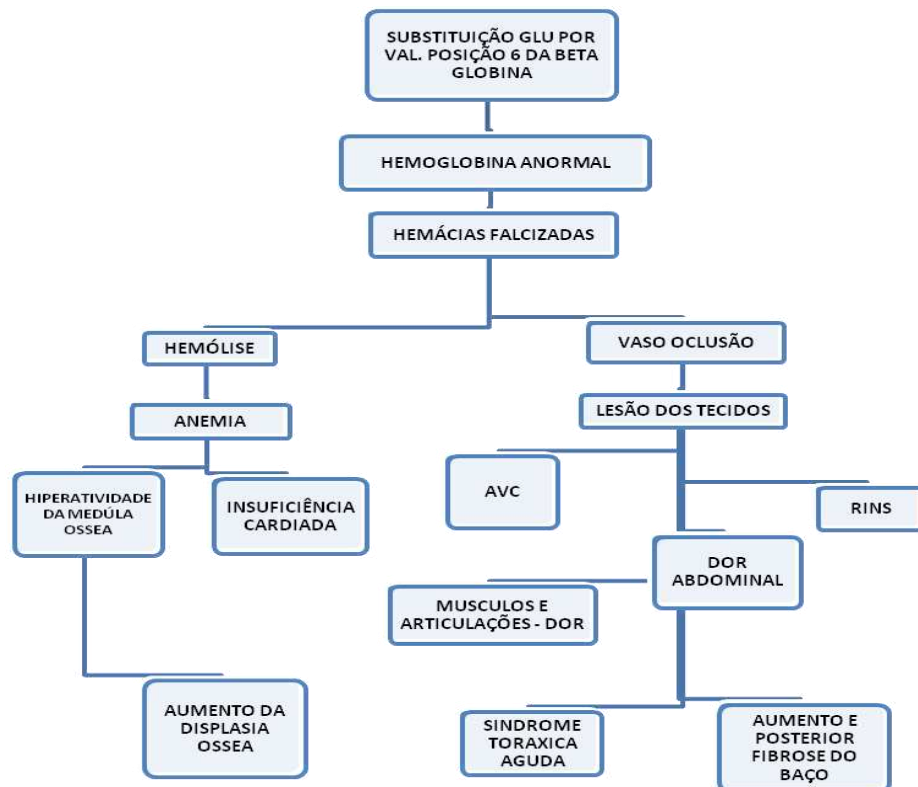 SUBSTITUIÇÃO GLU POR
VAL. POSIÇÃO 6 DA BETA
GLOBINA
HEMOGLOBINA ANORMAL
HEMÁCIAS FALCIZADAS
HEMÓLISE
VASO OCLUSÃO
ANEMIA
LESÃO DOS TECIDOS
HIPERATIVIDADE
DA MEDÚLA
OSSEA
INSUFICIÊNCIA
CARDIADA
AVC
RINS
DOR
ABDOMINAL
MUSCULOS E
ARTICULAÇÕES - DOR
AUMENTO DA
DISPLASIA
OSSEA
SINDROME
TORAXICA
AGUDA
AUMENTO E
POSTERIOR
FIBROSE DO
BAÇO